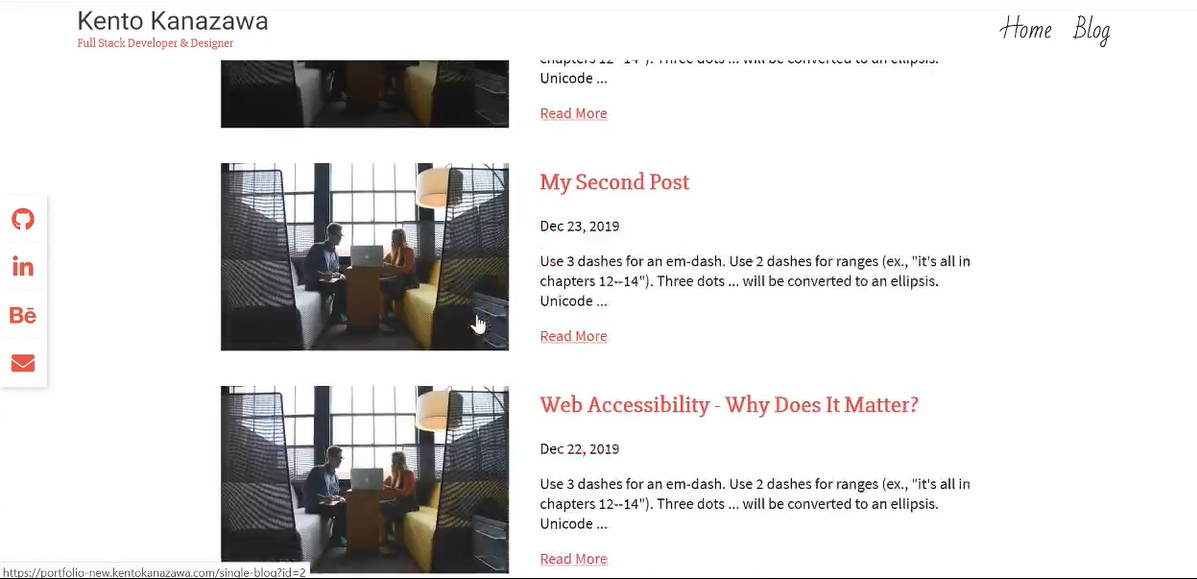 Kento Kanazawa
Full Stack Developer & Designer
Home Blog
chapters 12--14"). Three dots ... will be converted to an ellipsis.
Unicode ...
Read More
My Second Post
Dec 23, 2019
Use 3 dashes for an em-dash. Use 2 dashes for ranges (ex., "it's all in
chapters 12--14"). Three dots ... will be converted to an ellipsis.
Unicode ...
Read More
Bē
Web Accessibility - Why Does It Matter?
Dec 22, 2019
Use 3 dashes for an em-dash. Use 2 dashes for ranges (ex., "it's all in
chapters 12--14"). Three dots ... will be converted to an ellipsis.
Unicode ...
Read More
in
https://portfolio-new.kentokanazawa.com/single-blog?id=2